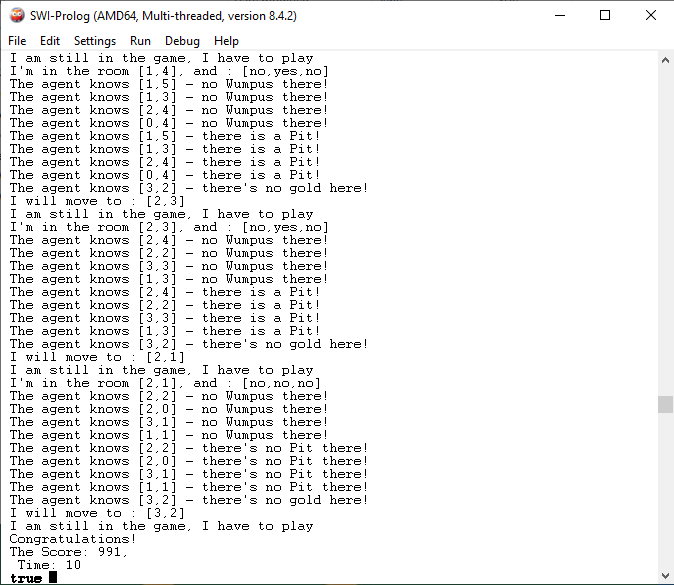 SWI-Prolog (AMD64, Multi-threaded, version 8.4.2)
File Edit Settings Run Debug Help
I am still in the game, I have to play
I'm in the room [1,4], and : [no,yes,no]
The agent knows [1,5] – no Wumpus there!
The agent knows [1,3] – no Wumpus there!
The agent knows [2,4] – no Wumpus there!
The agent knows [0,4] – no Wumpus there!
The agent knows [1,5] – there is a Pit!
The agent knows [1,3] – there is a Pit!
The agent knows [2,4] – there is a Pit!
The agent knows [0,4] – there is a Pit!
The agent knows [3,2] – there's no gold here!
I will move to : [2,3]
I am still in the game, I have to play
I'm in the room [2,3], and : [no,yes,no]
The agent knows [2,4] – no Wumpus there!
The agent knows [2,2] – no Wumpus there!
The agent knows [3,3] – no Wumpus there!
The agent knows [1,3] – no Wumpus there!
The agent knows [2,4] – there is a Pit!
The agent knows [2,2] – there is a Pit!
The agent knows [3,3] – there is a Pit!
The agent knows [1,3] – there is a Pit!
The agent knows [3,2] – there's no gold here!
I will move to : [2,1]
I am still in the game, I have to play
I'm in the room [2,1], and : [no,no,no]
The agent knows [2,2] – no Wumpus there!
The agent knows [2,0] – no Wumpus there!
The agent knows [3,1] – no Wumpus there!
The agent knows [1,1] – no Wumpus there!
The agent knows [2,2] – there's no Pit there!
The agent knows [2,0] – there's no Pit there!
The agent knows [3,1] – there's no Pit there!
The agent knows [1,1] – there's no Pit there!
The agent knows [3,2] – there's no gold here!
I will move to : [3,2]
I am still in the game, I have to play
Congratulations!
The Score: 991,
Time: 10
true